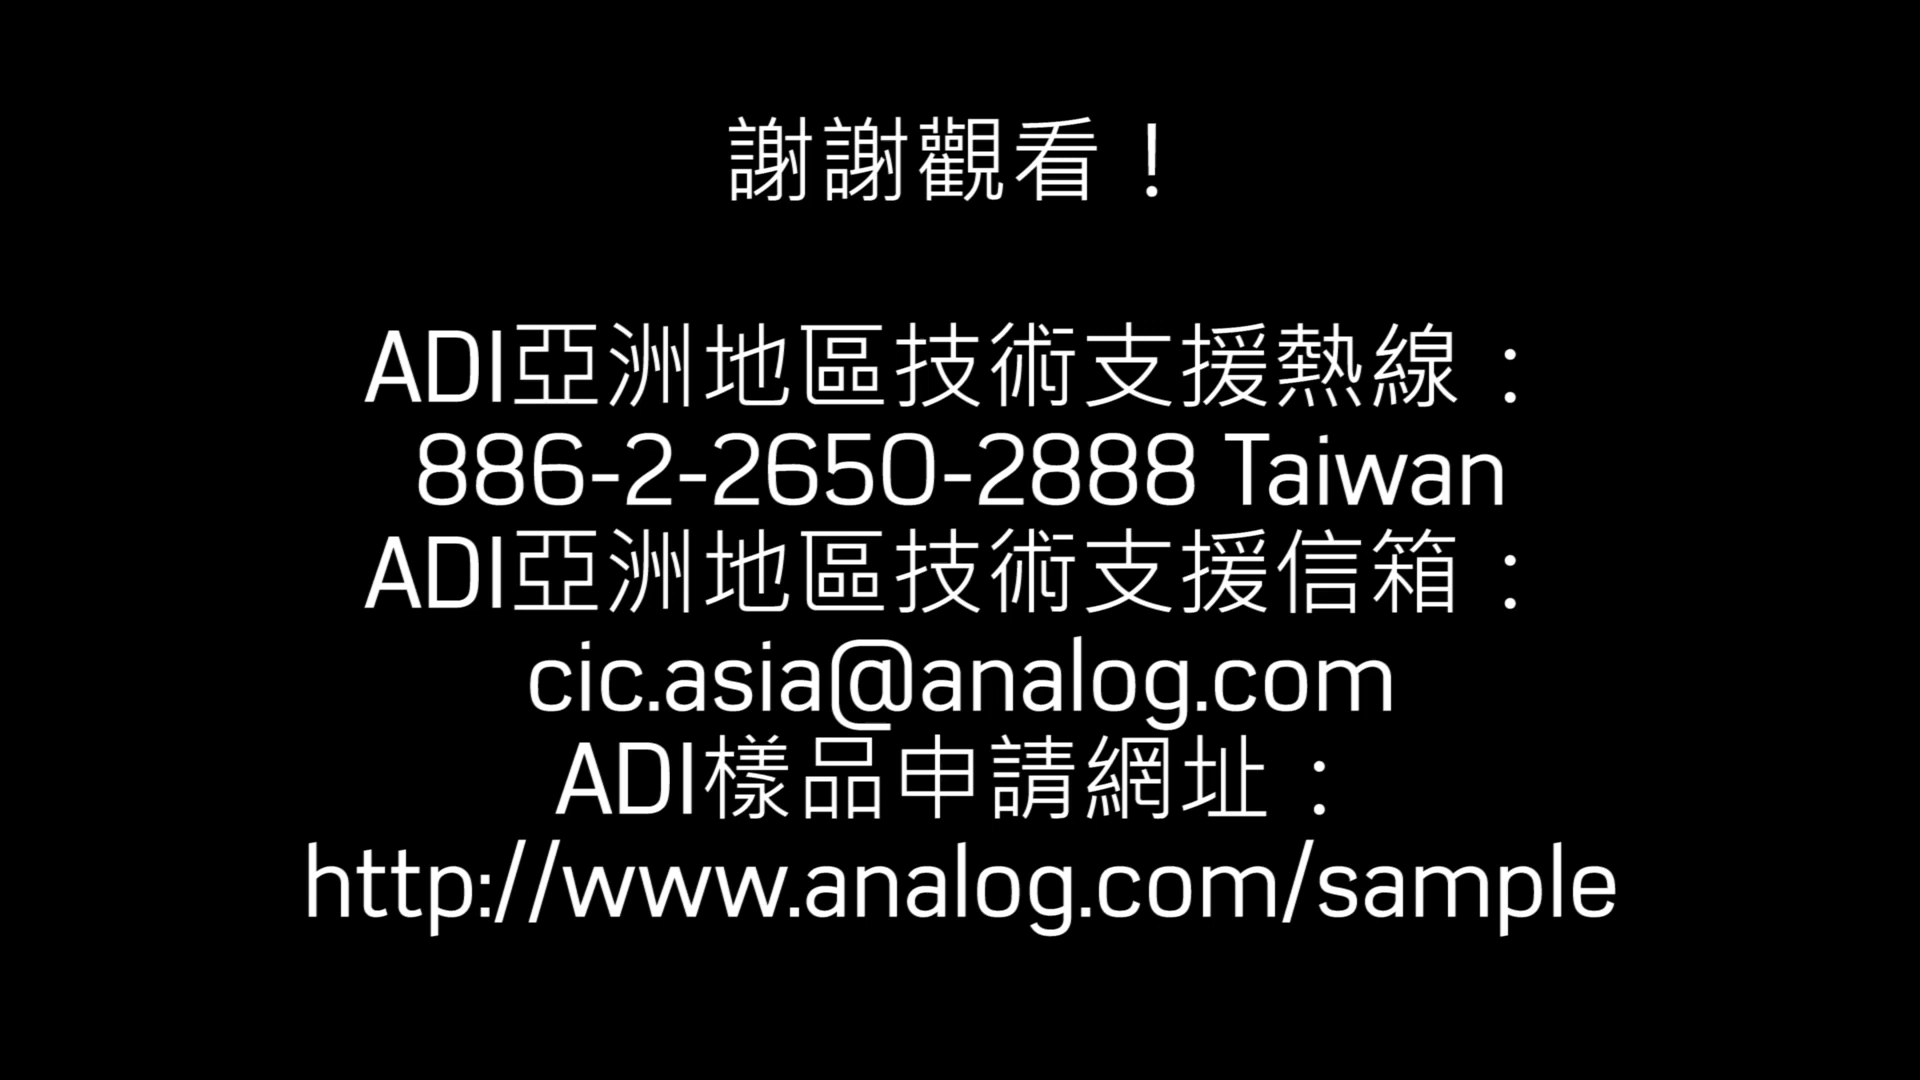 謝謝觀看！
ADI亞洲地區技術支援熱線：
886-2-2650-2888 Taiwan
ADI亞洲地區技術支援信箱：
cic.asia@analog.com
ADI樣品申請網址：
http://www.analog.com/sample